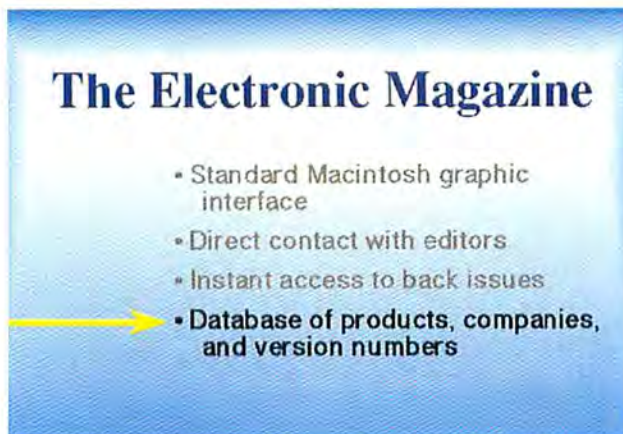 The Electronic Magazine
• Standard Macintosh graphic
interface
• Direct contact with editors
• Instant access to back issues
• Database of products, companies,
and version numbers